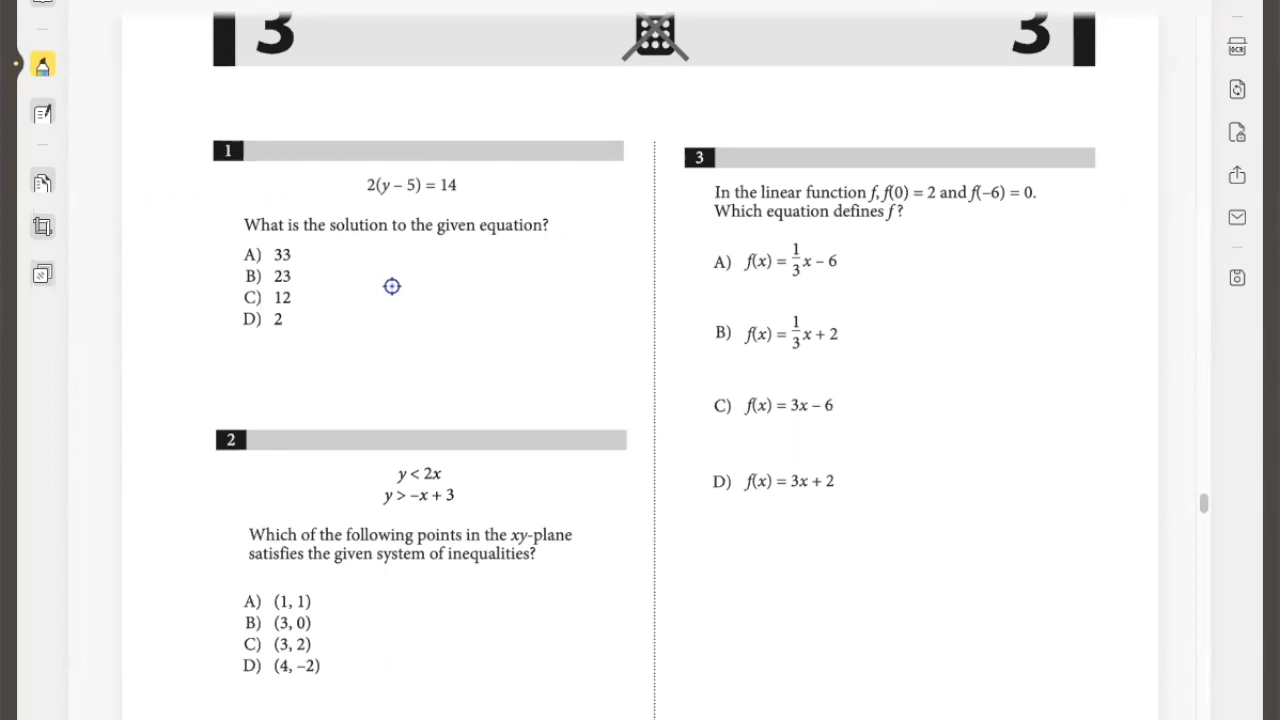 3 3
1
2(y – 5) = 14
What is the solution to the given equation?
A) 33
B) 23
C) 12
D) 2
2
y < 2x
y > –x + 3
Which of the following points in the xy-plane
satisfies the given system of inequalities?
A) (1, 1)
B) (3, 0)
C) (3, 2)
D) (4, –2)
3
In the linear function f, f(0) = 2 and f(–6) = 0.
Which equation defines f?
A) f(x) = 1/3 x – 6
B) f(x) = 1/3 x + 2
C) f(x) = 3x – 6
D) f(x) = 3x + 2
OCR